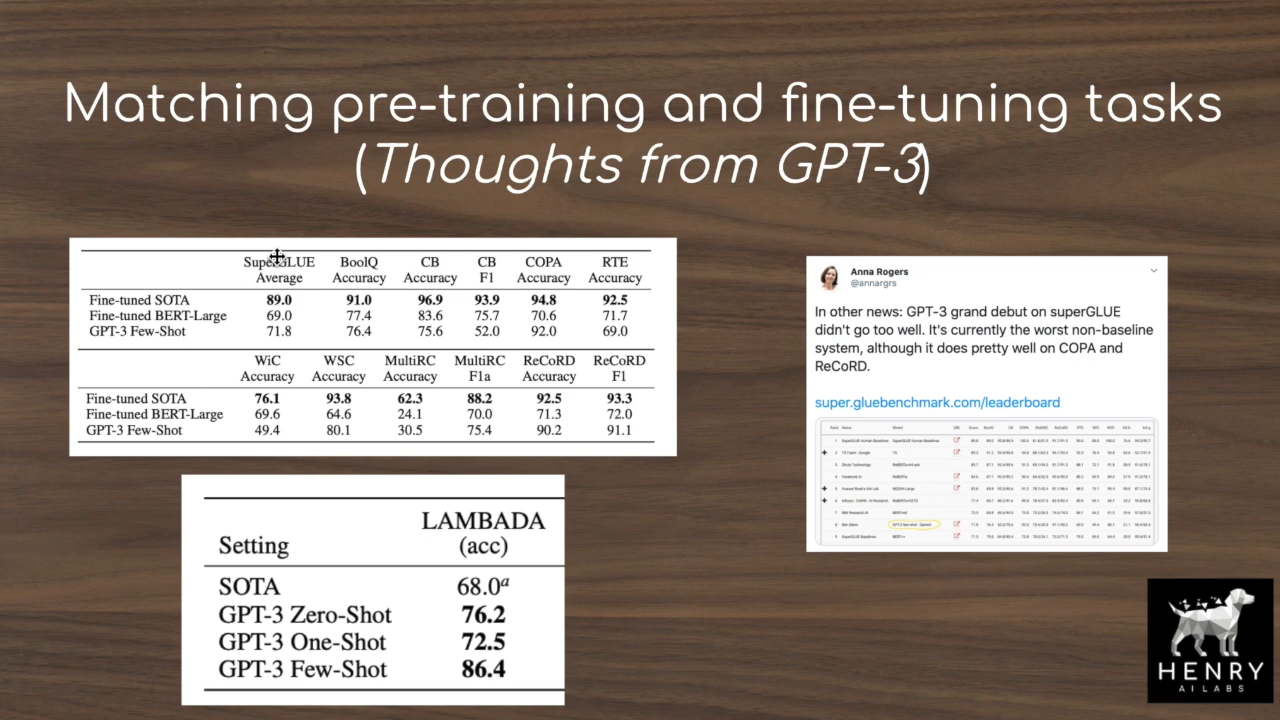 Matching pre-training and fine-tuning tasks
(Thoughts from GPT-3)
SuperGLUE BoolQ CB CB COPA RTE
Average Accuracy Accuracy F1 Accuracy Accuracy
Fine-tuned SOTA 89.0 91.0 96.9 93.9 94.8 92.5
Fine-tuned BERT-Large 69.0 77.4 83.6 75.7 70.6 71.7
GPT-3 Few-Shot 71.8 76.4 75.6 52.0 92.0 69.0
WiC WSC MultiRC MultiRC ReCoRD ReCoRD
Accuracy Accuracy Accuracy F1a Accuracy F1
Fine-tuned SOTA 76.1 93.8 62.3 88.2 92.5 93.3
Fine-tuned BERT-Large 69.6 64.6 24.1 70.0 71.3 72.0
GPT-3 Few-Shot 49.4 80.1 30.5 75.4 90.2 91.1
LAMBADA
Setting (acc)
SOTA 68.0ᵃ
GPT-3 Zero-Shot 76.2
GPT-3 One-Shot 72.5
GPT-3 Few-Shot 86.4
Anna Rogers
@annargrs
In other news: GPT-3 grand debut on superGLUE
didn't go too well. It's currently the worst non-baseline
system, although it does pretty well on COPA and
ReCoRD.
super.gluebenchmark.com/leaderboard
Rank Name Model
HENRY
AI LABS